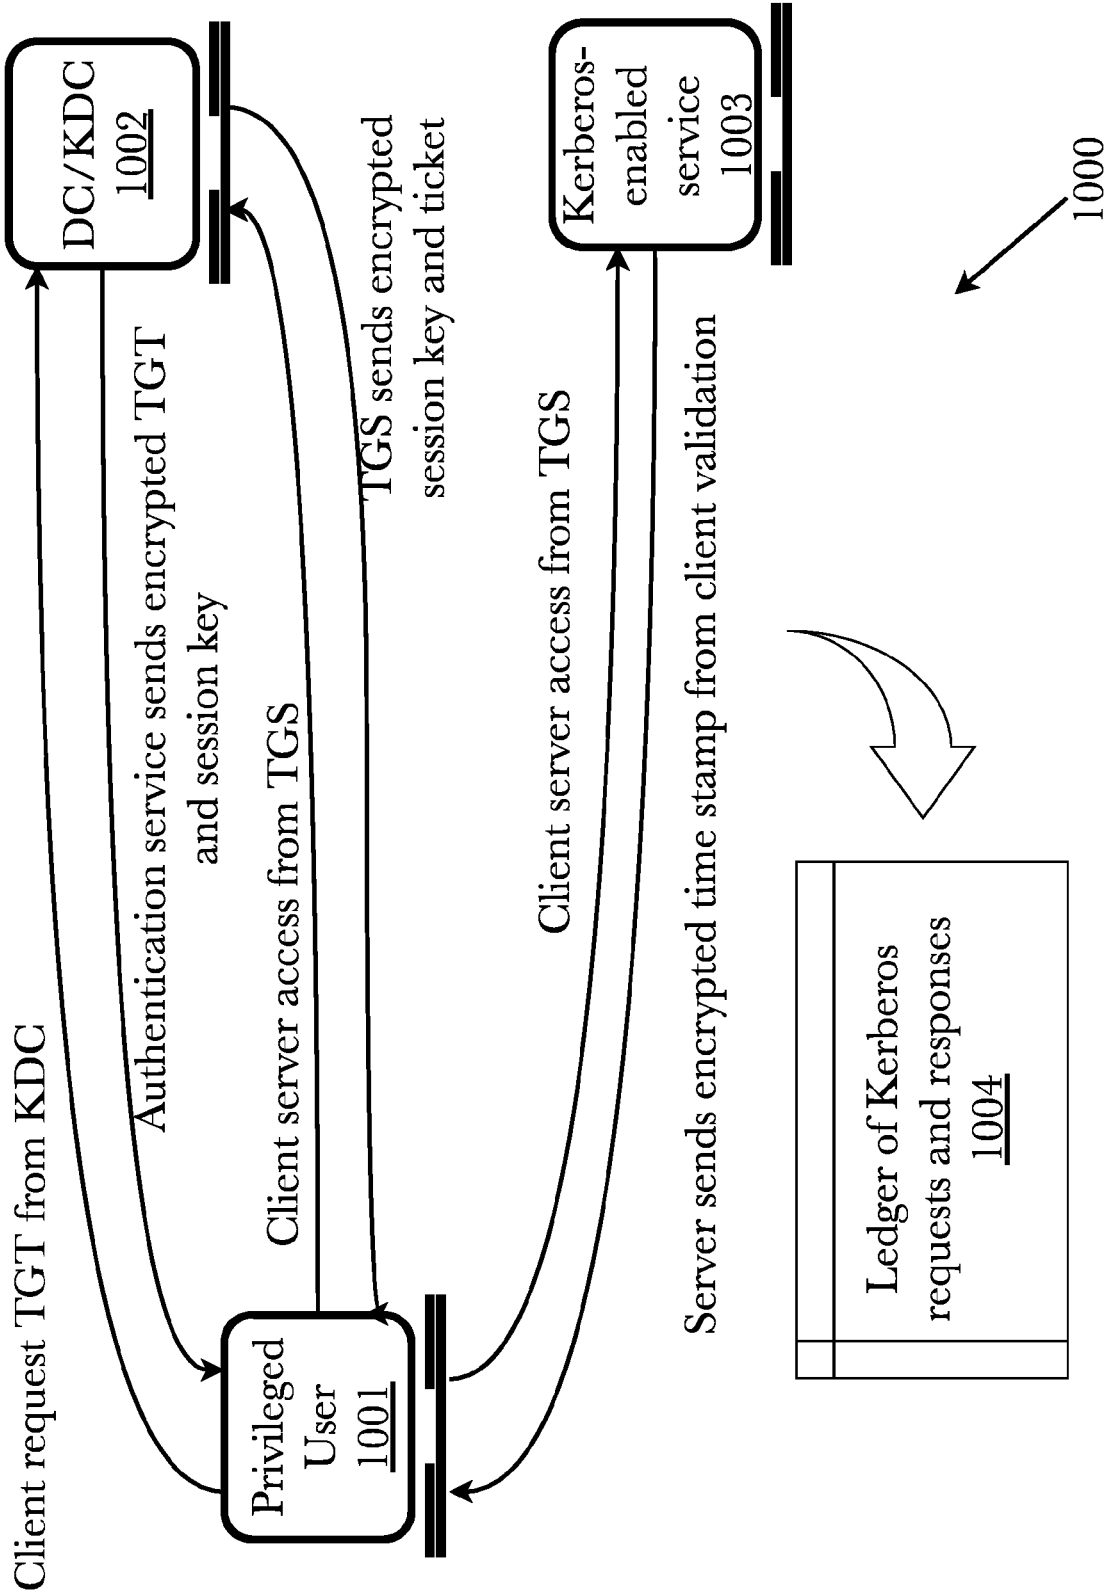 Client request TGT from KDC
DC/KDC
1002
Authentication service sends encrypted TGT
and session key
Privileged
User
1001
Client server access from TGS
TGS sends encrypted
session key and ticket
Client server access from TGS
Kerberos-
enabled
service
1003
Server sends encrypted time stamp from client validation
Ledger of Kerberos
requests and responses
1004
1000